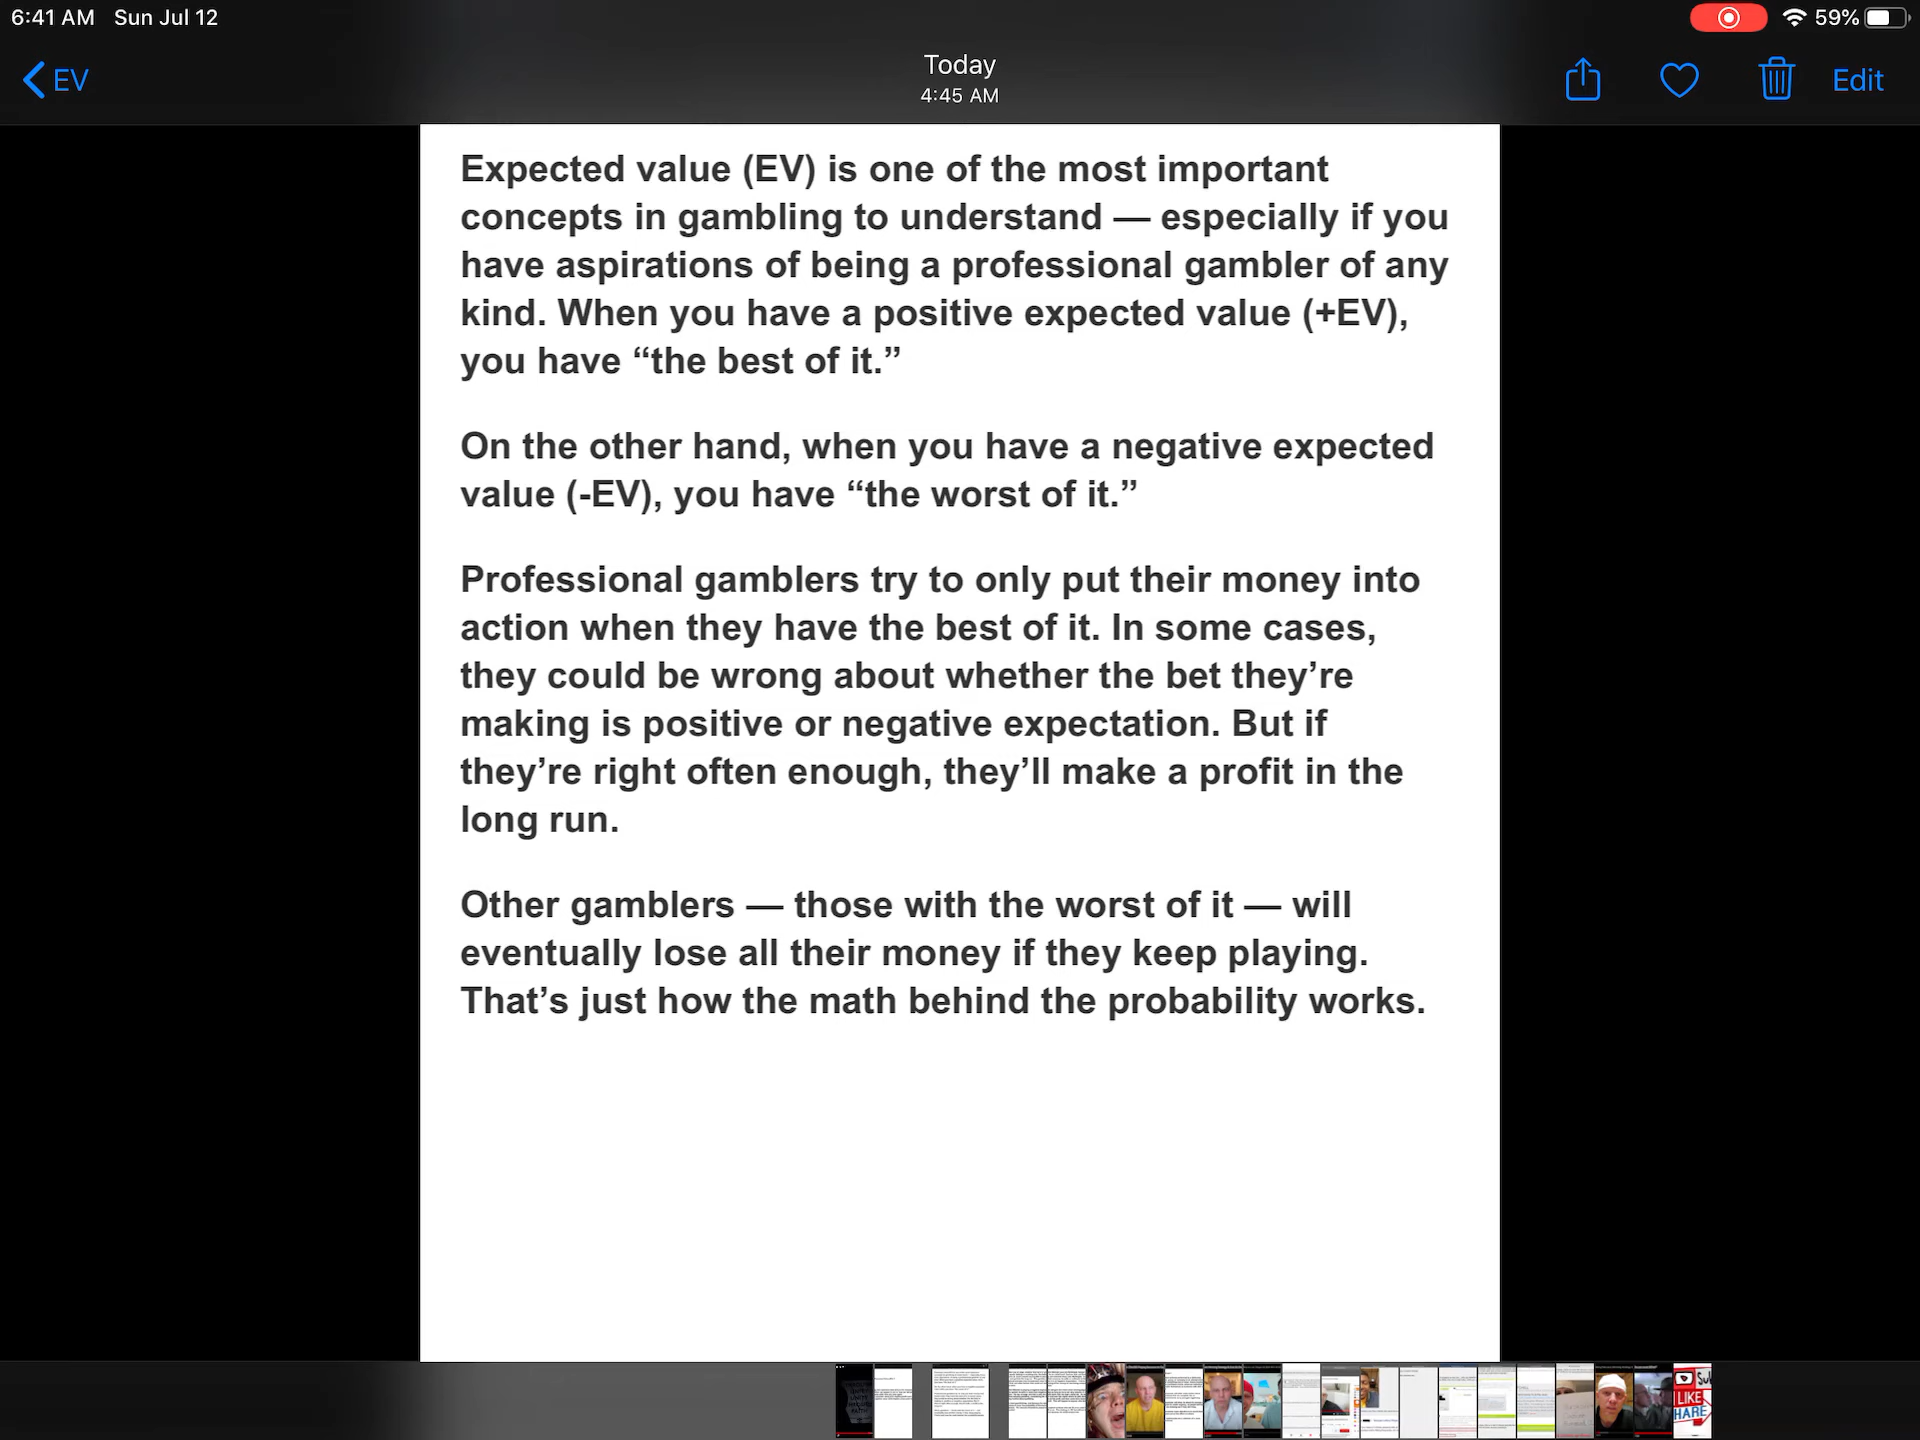 6:41 AM Sun Jul 12
59%
EV
Today
4:45 AM
Edit
Expected value (EV) is one of the most important
concepts in gambling to understand — especially if you
have aspirations of being a professional gambler of any
kind. When you have a positive expected value (+EV),
you have “the best of it.”
On the other hand, when you have a negative expected
value (-EV), you have “the worst of it.”
Professional gamblers try to only put their money into
action when they have the best of it. In some cases,
they could be wrong about whether the bet they’re
making is positive or negative expectation. But if
they’re right often enough, they’ll make a profit in the
long run.
Other gamblers — those with the worst of it — will
eventually lose all their money if they keep playing.
That’s just how the math behind the probability works.
LIKE